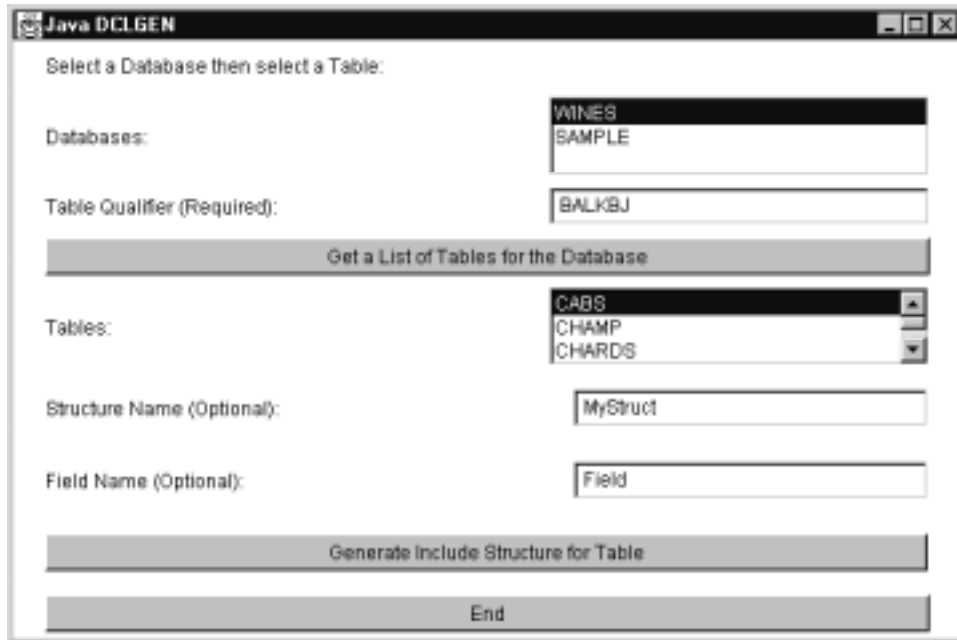 Java DCLGEN
Select a Database then select a Table:
Databases:
WINES
SAMPLE
Table Qualifier (Required):
BALKBJ
Get a List of Tables for the Database
Tables:
CABS
CHAMP
CHARDS
Structure Name (Optional):
MyStruct
Field Name (Optional):
Field
Generate Include Structure for Table
End